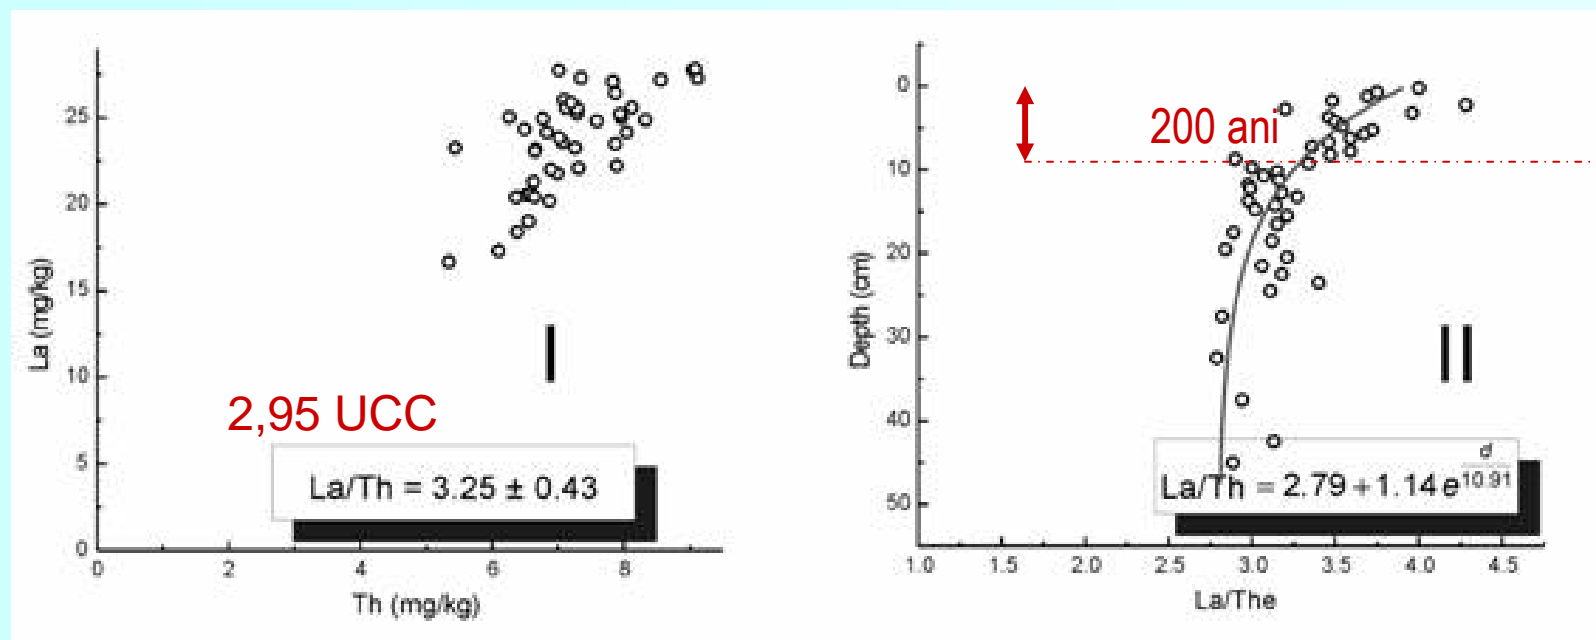 25
20
15
10
5
0
La (mg/kg)
I
2,95 UCC
La/Th = 3.25 ± 0.43
0
2
4
6
8
Th (mg/kg)
0
10
20
30
40
50
Depth (cm)
200 ani
II
La/Th = 2.79 + 1.14 e^(d/10.91)
1.0
1.5
2.0
2.5
3.0
3.5
4.0
4.5
La/The